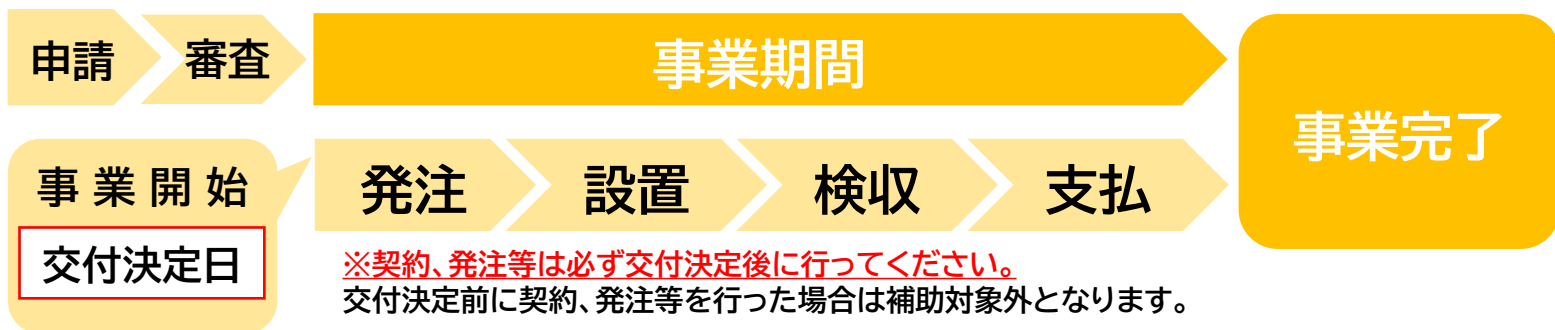 申請
審査
事業期間
事業完了
事業開始
交付決定日
発注
設置
検収
支払
※契約、発注等は必ず交付決定後に行ってください。
交付決定前に契約、発注等を行った場合は補助対象外となります。